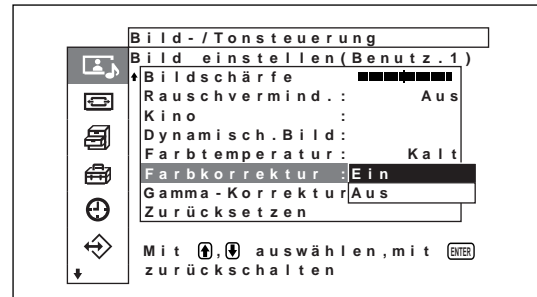 Bild-/Tonsteuerung
Bild einstellen(Benutz.1)
Bildschärfe
Rauschvermind.: Aus
Kino :
Dynamisch.Bild:
Farbtemperatur: Kalt
Farbkorrektur :Ein
Gamma-Korrektur Aus
Zurücksetzen
Mit , auswählen,mit ENTER
zurückschalten